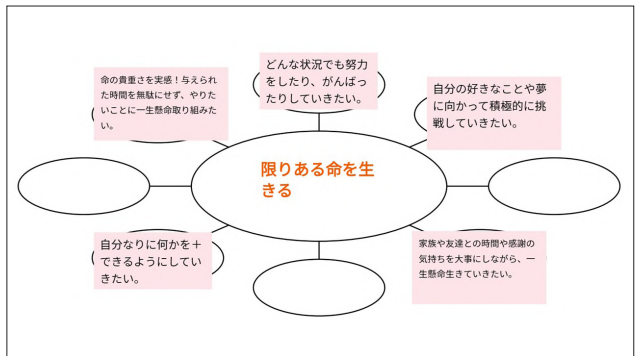 命の貴重さを実感！与えられ
た時間を無駄にせず、やりた
いことに一生懸命取り組みた
い。
どんな状況でも努力
をしたり、がんばっ
たりしていきたい。
自分の好きなことや夢
に向かって積極的に挑
戦していきたい。
限りある命を生
きる
自分なりに何かを＋
できるようにしてい
きたい。
家族や友達との時間や感謝の
気持ちを大事にしながら、一
生懸命生きていきたい。